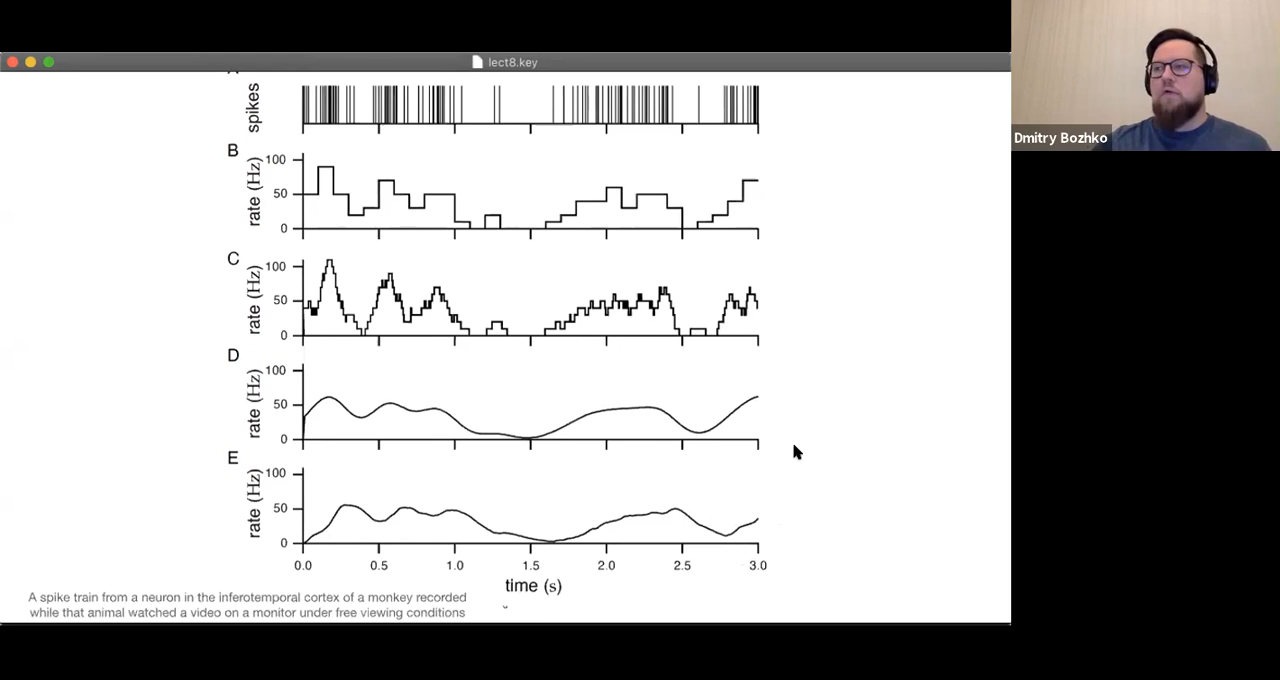 lect8.key
Dmitry Bozhko
spikes
B
rate (Hz)
100
50
0
C
rate (Hz)
100
50
0
D
rate (Hz)
100
50
0
E
rate (Hz)
100
50
0
0.0 0.5 1.0 1.5 2.0 2.5 3.0
time (s)
A spike train from a neuron in the inferotemporal cortex of a monkey recorded
while that animal watched a video on a monitor under free viewing conditions